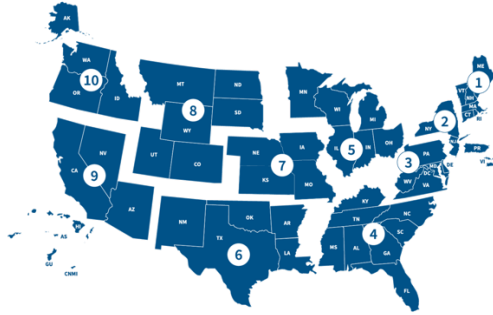 AK
WA
10
OR
ID
MT
ND
8
SD
WY
UT
CO
MN
WI
MI
5
IL
IN
OH
ME
1
VT
NH
MA
CT
RI
2
NY
NJ
PR
3
PA
MD
DE
DC
WV
VA
NV
CA
9
AZ
NE
IA
7
KS
MO
NM
OK
TX
6
AR
LA
KY
TN
NC
4
SC
MS
AL
GA
FL
HI
AS
GU
CNMI